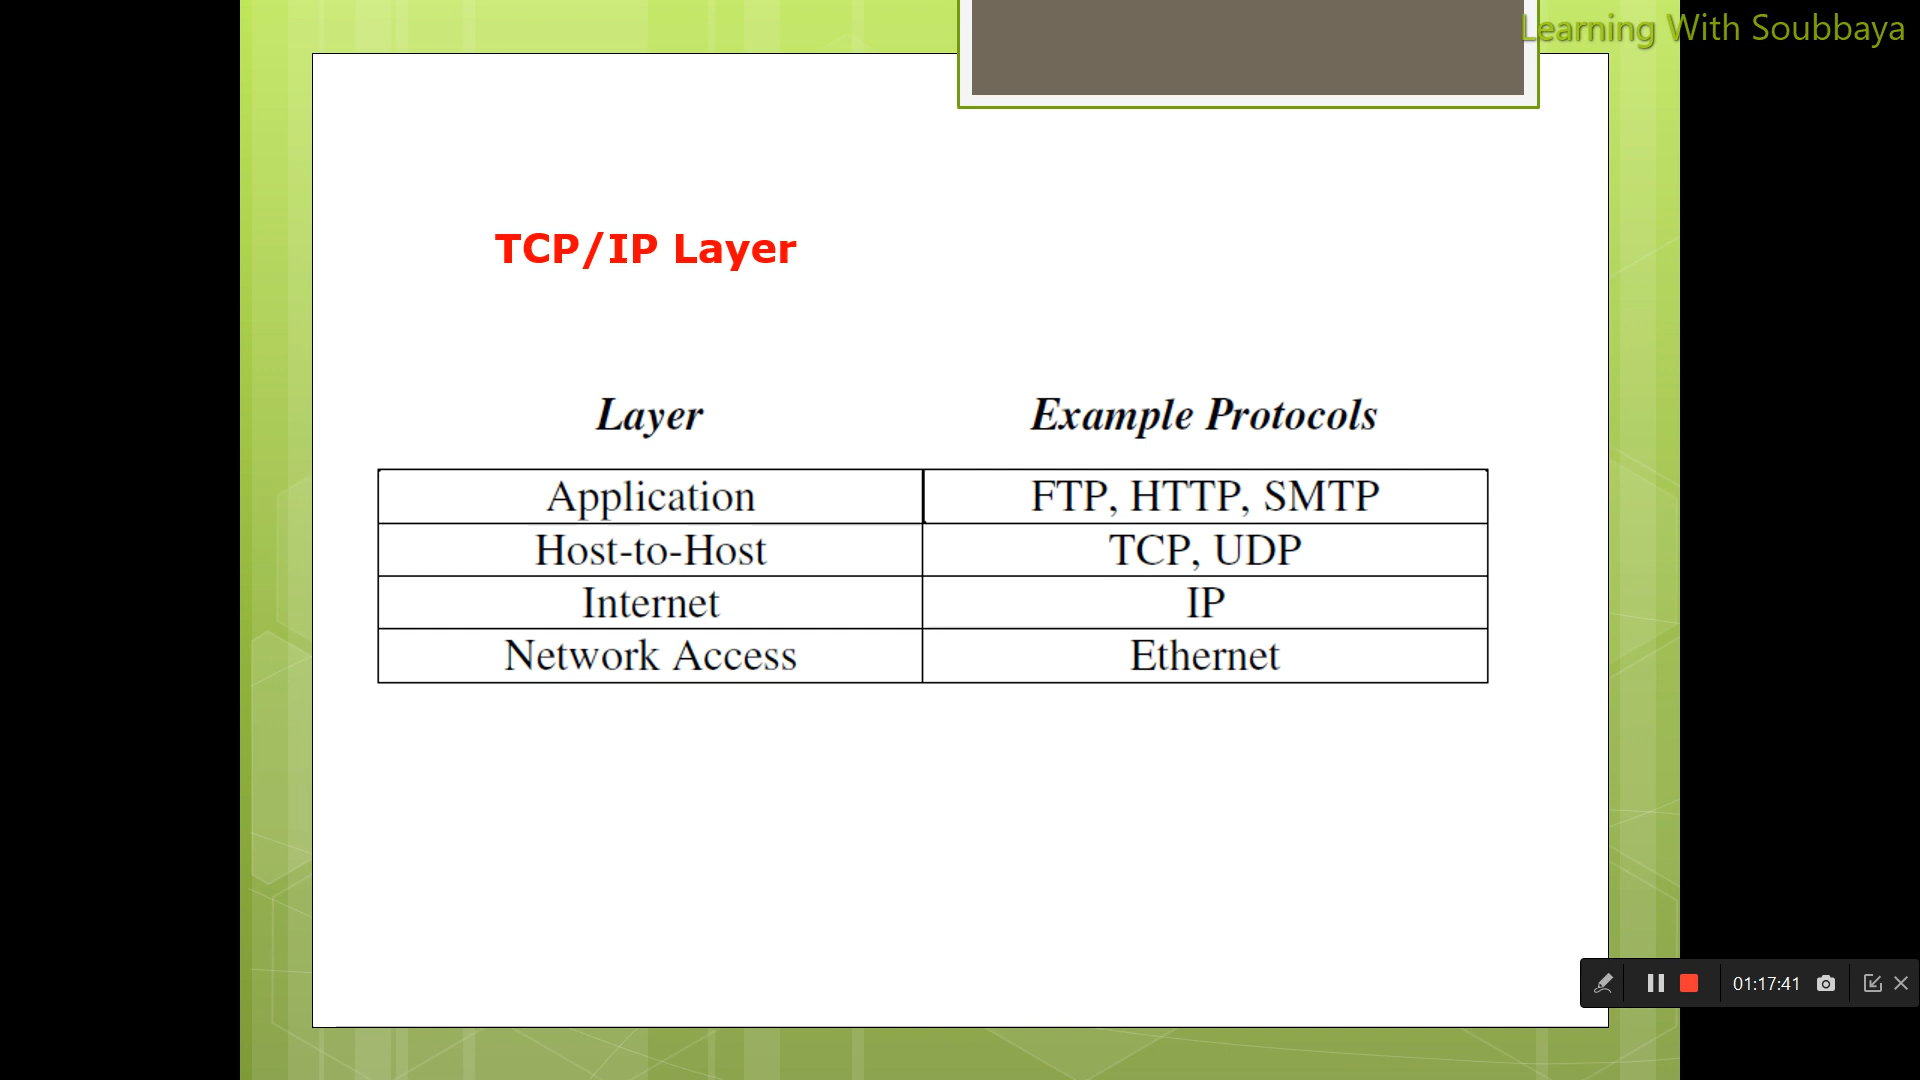 Learning With Soubbaya
TCP/IP Layer
Layer Example Protocols
Application FTP, HTTP, SMTP
Host-to-Host TCP, UDP
Internet IP
Network Access Ethernet
01:17:41